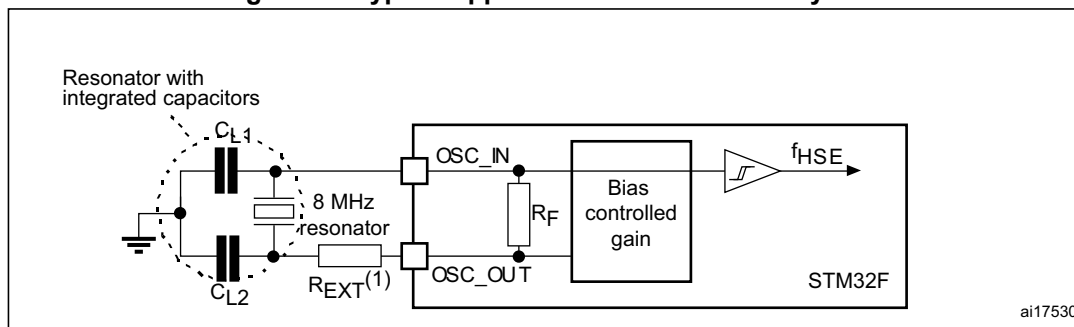 Resonator with
integrated capacitors
CL1
OSC_IN
fHSE
8 MHz
resonator
RF
Bias
controlled
gain
REXT(1)
OSC_OUT
STM32F
CL2
ai17530